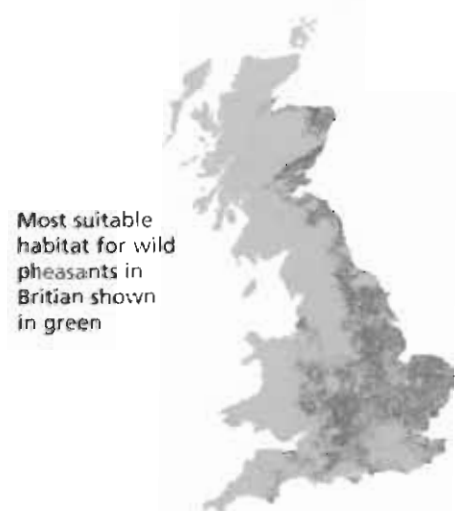 Most suitable
habitat for wild
pheasants in
Britian shown
in green